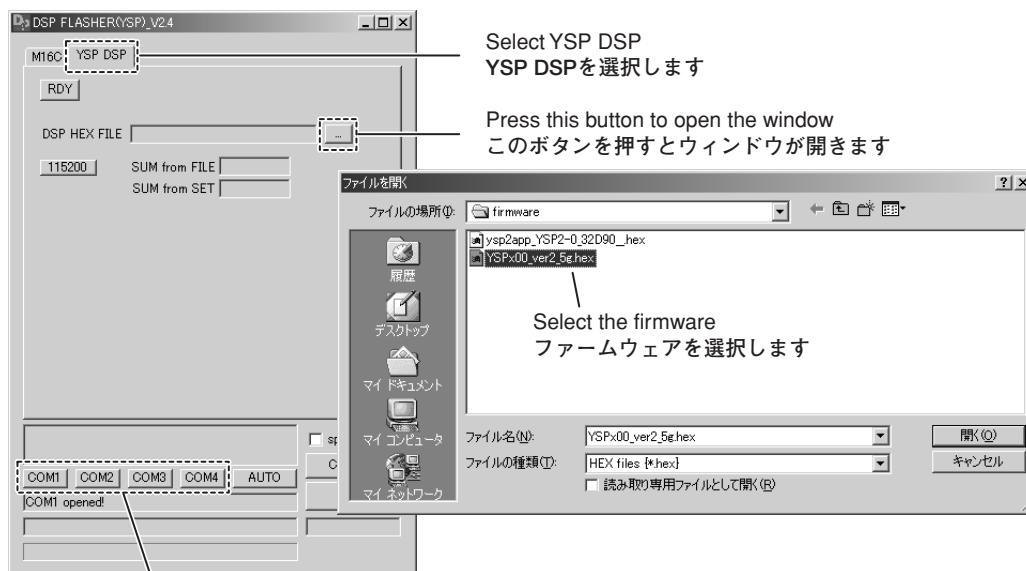 DSP FLASHER(YSP)_V2.4
M16C
YSP DSP
Select YSP DSP
YSP DSPを選択します
RDY
DSP HEX FILE
...
Press this button to open the window
このボタンを押すとウィンドウが開きます
115200
SUM from FILE
SUM from SET
ファイルを開く
ファイルの場所(I):
firmware
ysp2app_YSP2-0_32D90__.hex
YSPx00_ver2_5g.hex
履歴
デスクトップ
マイ ドキュメント
マイ コンピュータ
マイ ネットワーク
Select the firmware
ファームウェアを選択します
ファイル名(N):
YSPx00_ver2_5g.hex
開く(O)
ファイルの種類(T):
HEX files {*.hex}
キャンセル
読み取り専用ファイルとして開く(R)
sp
C
COM1
COM2
COM3
COM4
AUTO
COM1 opened!